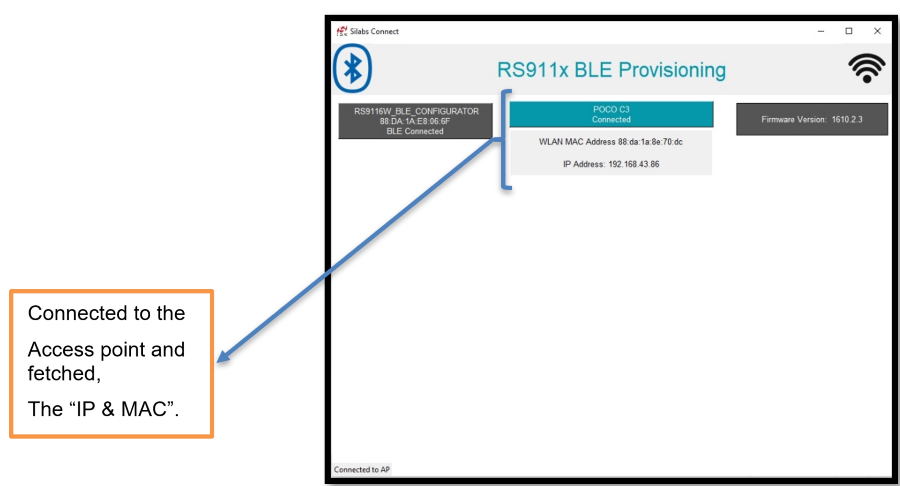 Silabs Connect
RS911x BLE Provisioning
RS9116W_BLE_CONFIGURATOR
88:DA:1A:E8:06:6F
BLE Connected
POCO C3
Connected
WLAN MAC Address 88:da:1a:8e:70:dc
IP Address: 192.168.43.86
Firmware Version: 1610.2.3
Connected to the
Access point and
fetched,
The “IP & MAC”.
Connected to AP